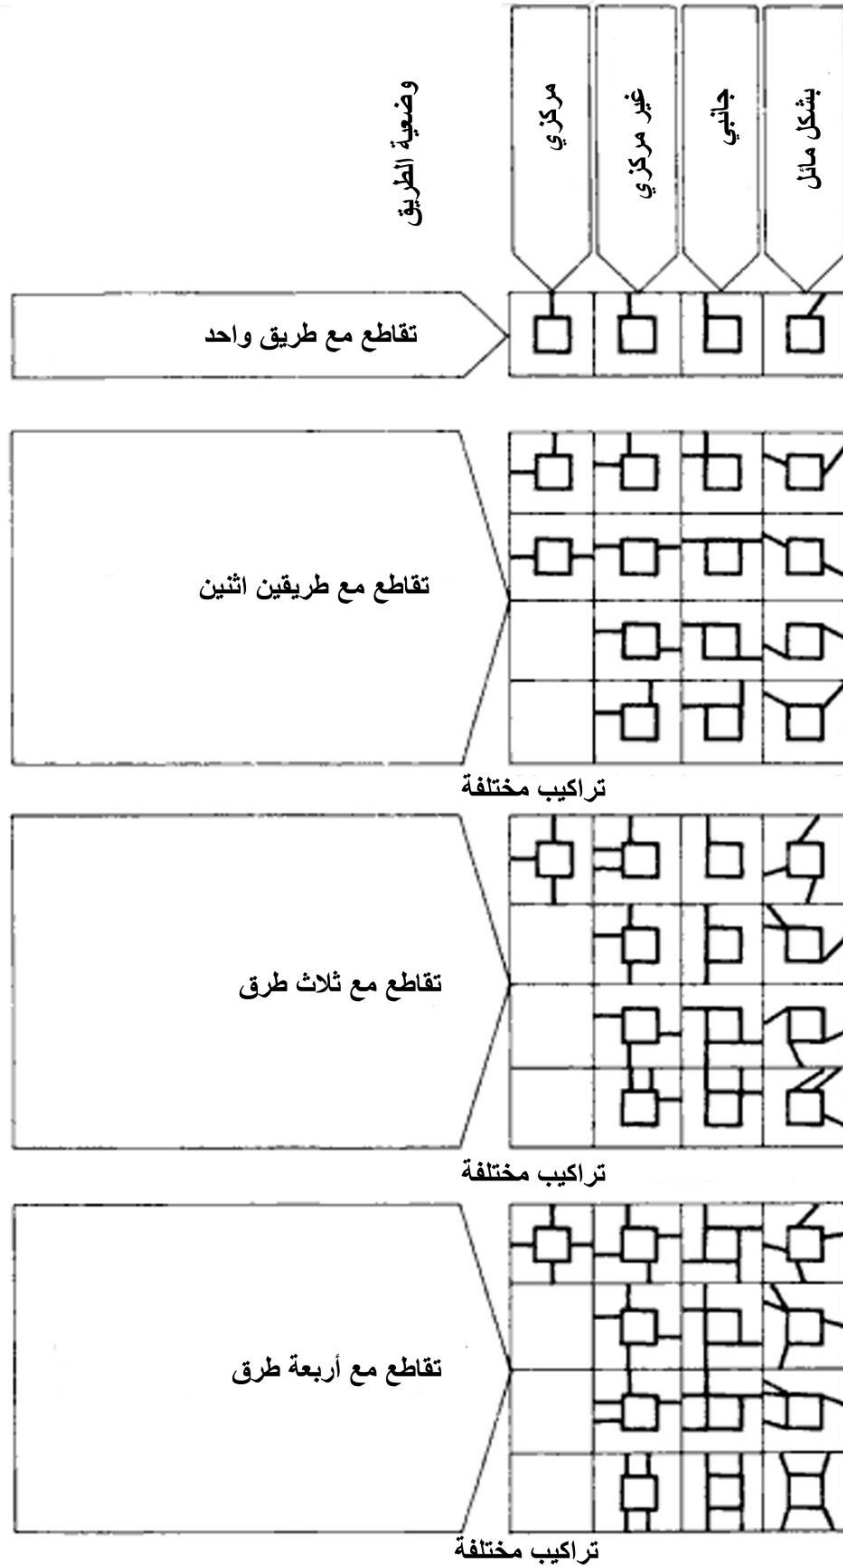 وضعية الطريق
مركزي
غير مركزي
جانبي
بشكل مائل
تقاطع مع طريق واحد
تقاطع مع طريقين اثنين
تراكيب مختلفة
تقاطع مع ثلاث طرق
تراكيب مختلفة
تقاطع مع أربعة طرق
تراكيب مختلفة